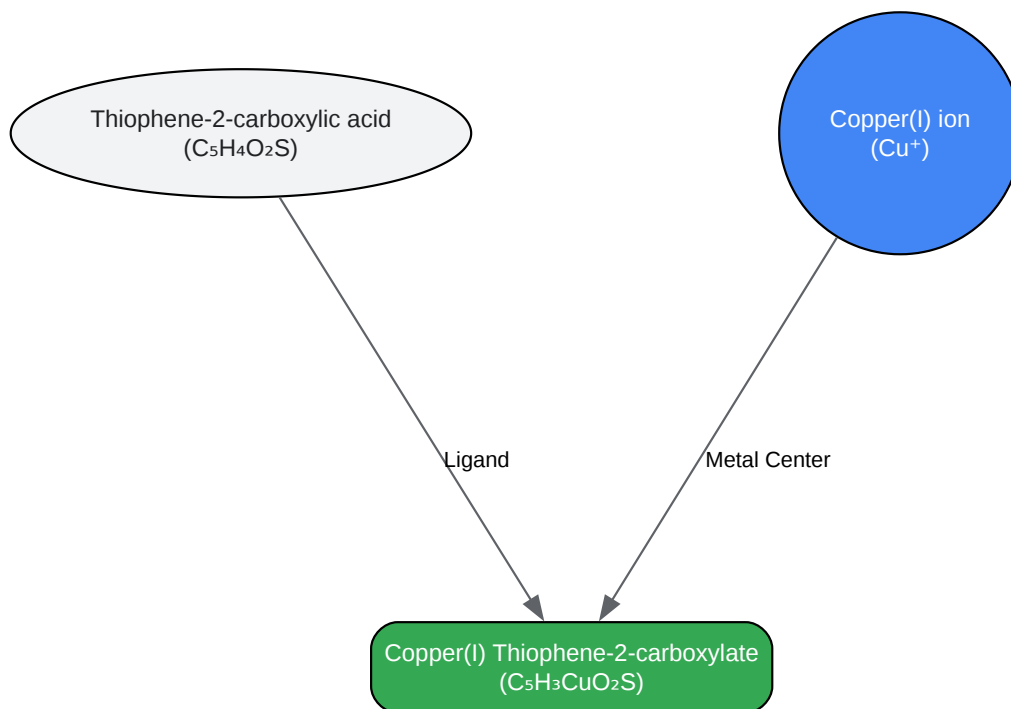 Thiophene-2-carboxylic acid
(C₅H₄O₂S)
Copper(I) ion
(Cu⁺)
Ligand
Metal Center
Copper(I) Thiophene-2-carboxylate
(C₅H₃CuO₂S)